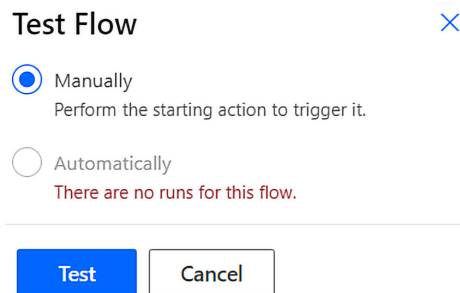 Test Flow
Manually
Perform the starting action to trigger it.
Automatically
There are no runs for this flow.
Test
Cancel